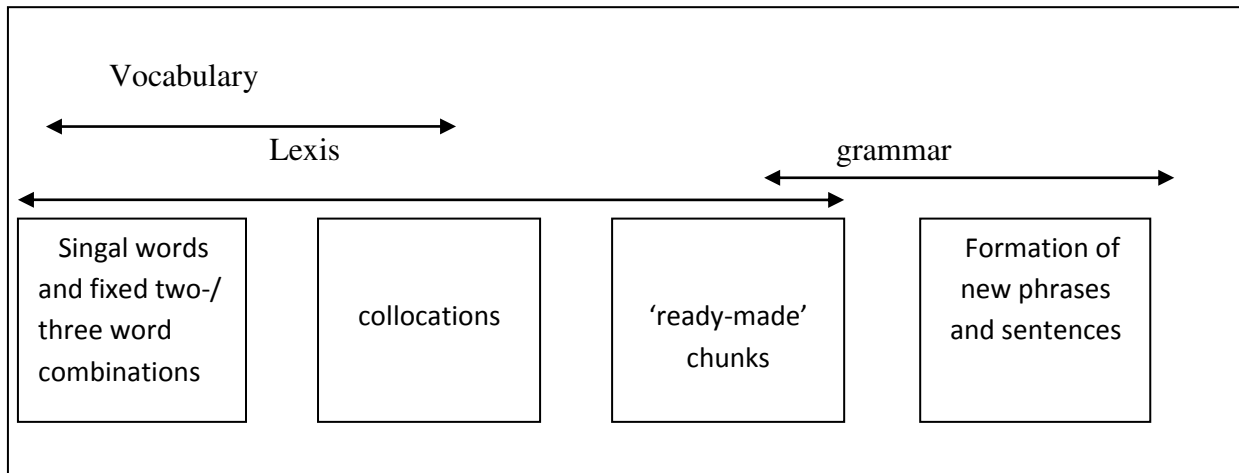 Vocabulary
Lexis
grammar
Singal words
and fixed two-/
three word
combinations
collocations
‘ready-made’
chunks
Formation of
new phrases
and sentences